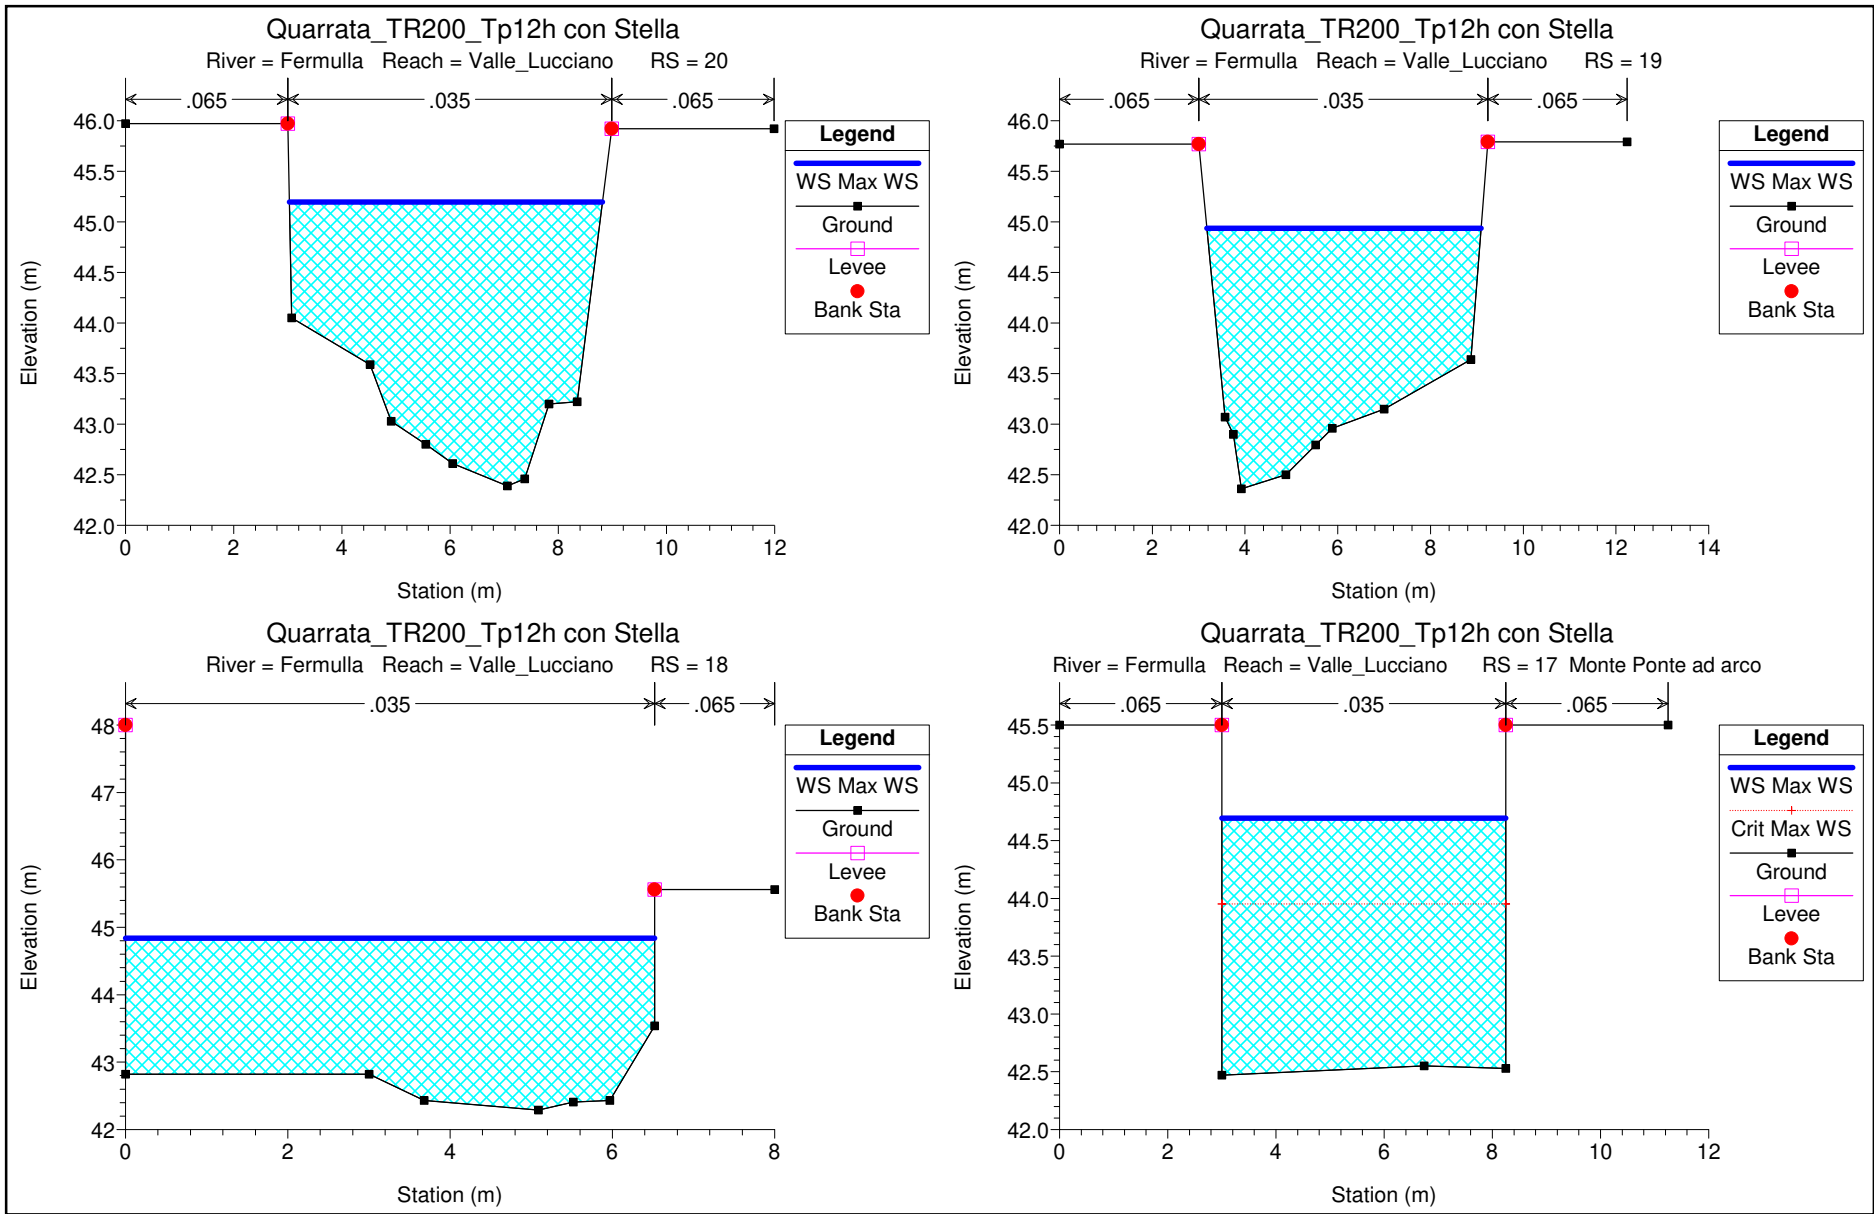 Quarrata_TR200_Tp12h con Stella
River = Fermulla Reach = Valle_Lucciano RS = 20
.065 .035 .065
46.0
45.5
45.0
44.5
44.0
43.5
43.0
42.5
42.0
Elevation (m)
0 2 4 6 8 10 12
Station (m)
Legend
WS Max WS
Ground
Levee
Bank Sta
Quarrata_TR200_Tp12h con Stella
River = Fermulla Reach = Valle_Lucciano RS = 19
.065 .035 .065
46.0
45.5
45.0
44.5
44.0
43.5
43.0
42.5
42.0
Elevation (m)
0 2 4 6 8 10 12 14
Station (m)
Legend
WS Max WS
Ground
Levee
Bank Sta
Quarrata_TR200_Tp12h con Stella
River = Fermulla Reach = Valle_Lucciano RS = 18
.035 .065
48
47
46
45
44
43
42
Elevation (m)
0 2 4 6 8
Station (m)
Legend
WS Max WS
Ground
Levee
Bank Sta
Quarrata_TR200_Tp12h con Stella
River = Fermulla Reach = Valle_Lucciano RS = 17 Monte Ponte ad arco
.065 .035 .065
45.5
45.0
44.5
44.0
43.5
43.0
42.5
42.0
Elevation (m)
0 2 4 6 8 10 12
Station (m)
Legend
WS Max WS
Crit Max WS
Ground
Levee
Bank Sta